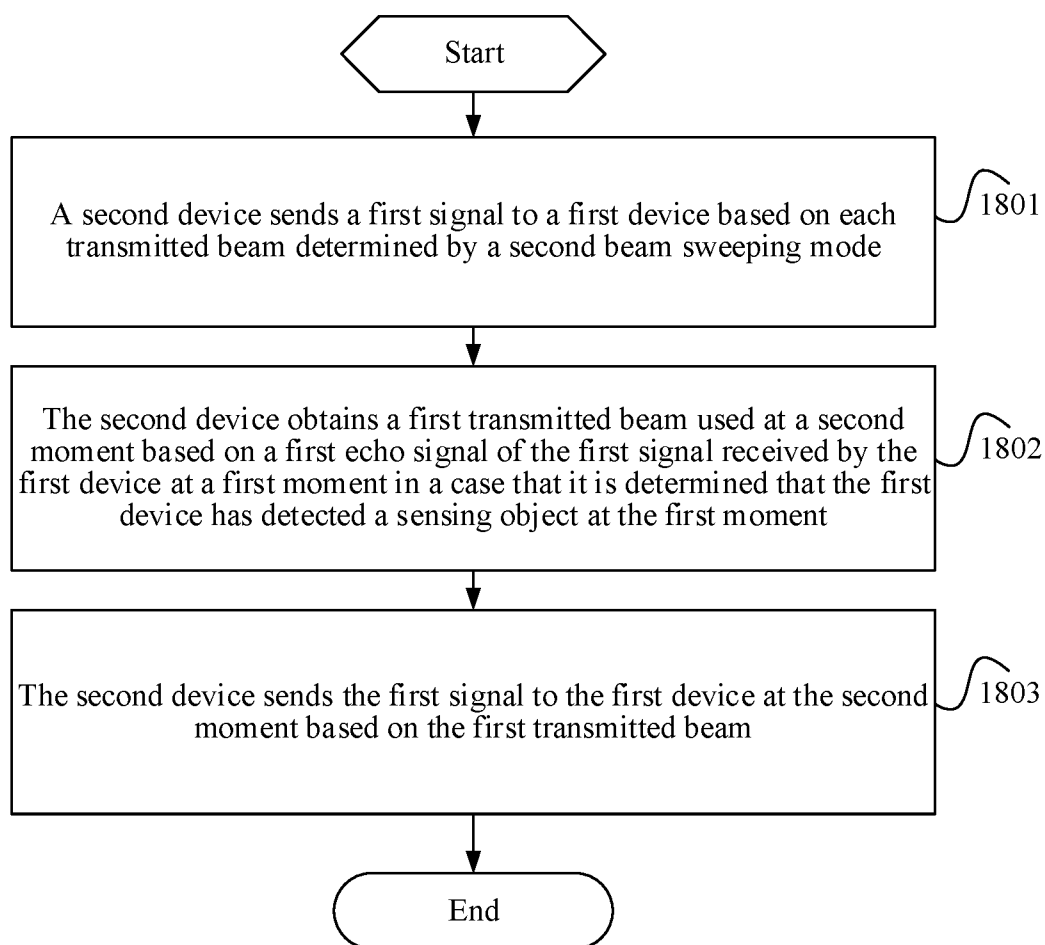 Start
A second device sends a first signal to a first device based on each
transmitted beam determined by a second beam sweeping mode
1801
The second device obtains a first transmitted beam used at a second
moment based on a first echo signal of the first signal received by the
first device at a first moment in a case that it is determined that the first
device has detected a sensing object at the first moment
1802
The second device sends the first signal to the first device at the second
moment based on the first transmitted beam
1803
End